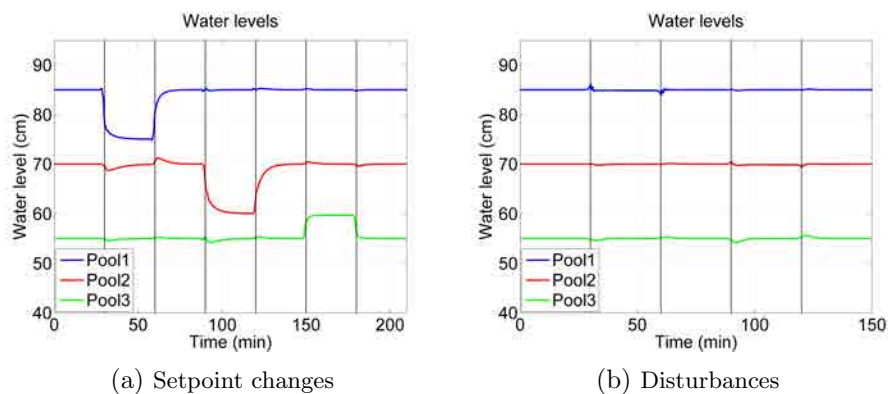 Water levels
Water level (cm)
90
80
70
60
50
40
Pool1
Pool2
Pool3
0
50
100
150
200
Time (min)
(a) Setpoint changes
Water levels
Water level (cm)
90
80
70
60
50
40
Pool1
Pool2
Pool3
0
50
100
150
Time (min)
(b) Disturbances